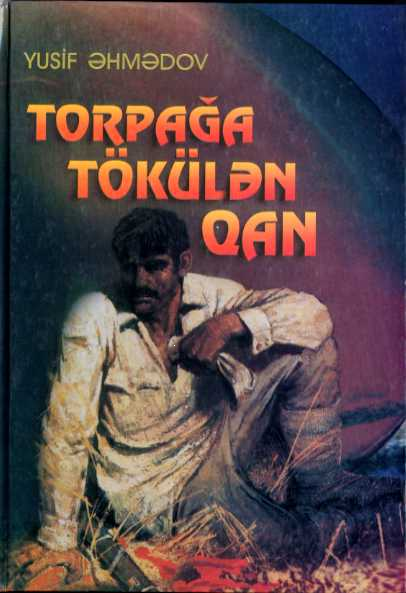 YUSİF ƏHMƏDOV
TORPAĞA
TÖKÜLƏN
QAN